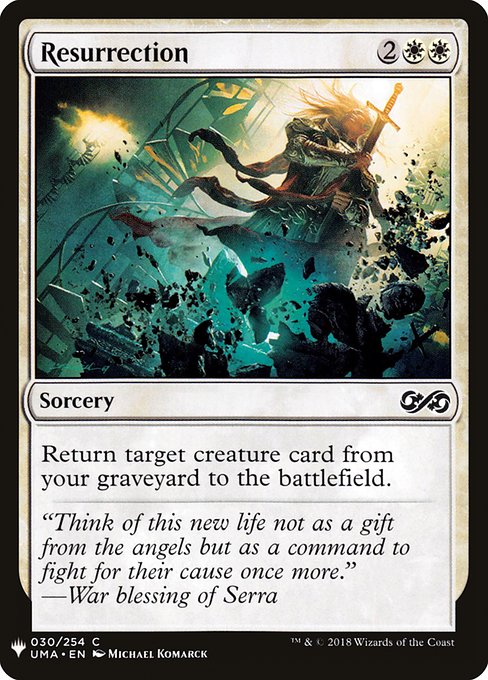 Resurrection 2
Sorcery
Return target creature card from
your graveyard to the battlefield.
“Think of this new life not as a gift
from the angels but as a command to
fight for their cause once more.”
—War blessing of Serra
030/254 C
UMA • EN Michael Komarck
™ & © 2018 Wizards of the Coast